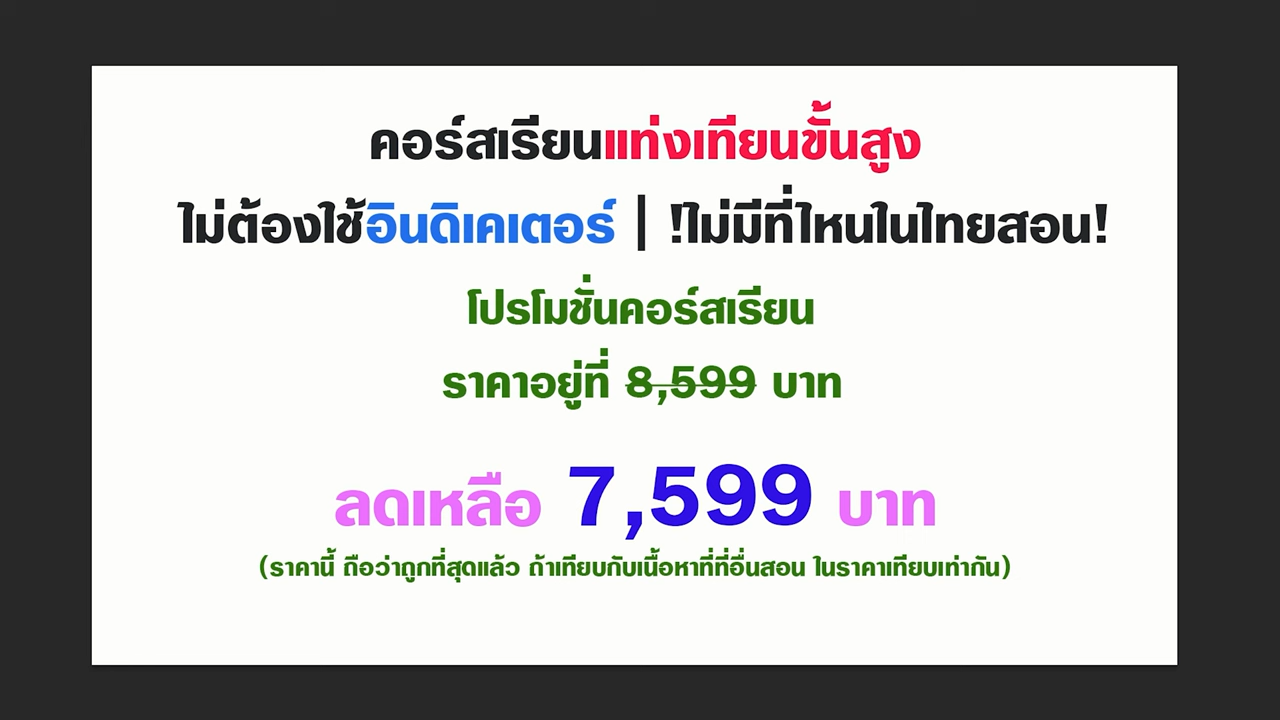 คอร์สเรียนแท่งเทียนขั้นสูง
ไม่ต้องใช้อินดิเคเตอร์ | !ไม่มีที่ไหนในไทยสอน!
โปรโมชั่นคอร์สเรียน
ราคาอยู่ที่ 8,599 บาท
ลดเหลือ 7,599 บาท
(ราคานี้ ถือว่าถูกที่สุดแล้ว ถ้าเทียบกับเนื้อหาที่ที่อื่นสอน ในราคาเทียบเท่ากัน)